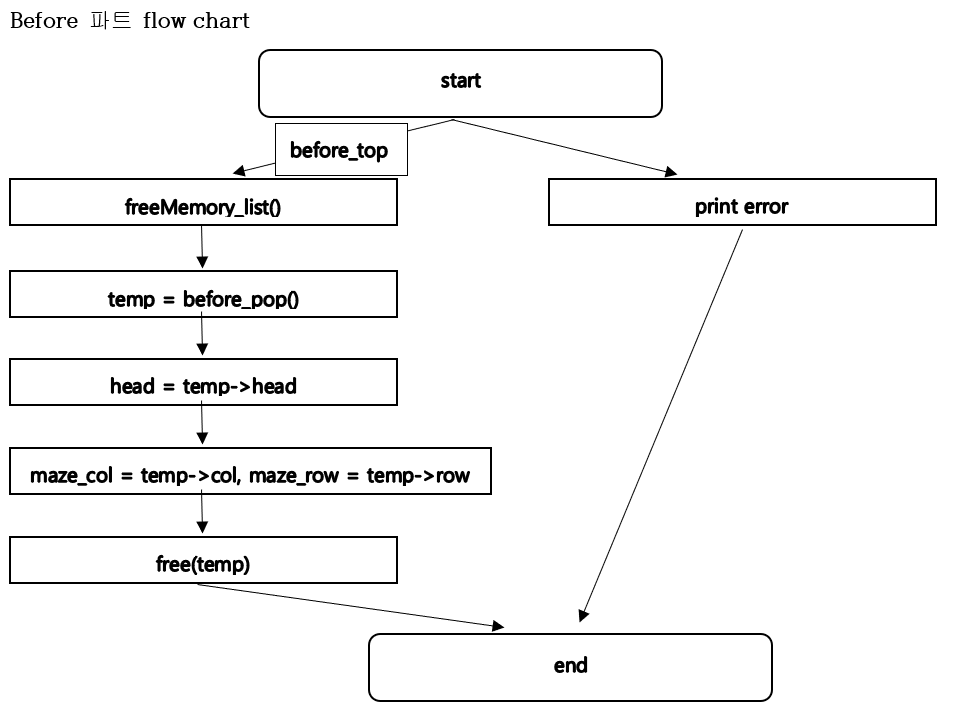 Before 파트 flow chart
start
before_top
freeMemory_list()
print error
temp = before_pop()
head = temp->head
maze_col = temp->col, maze_row = temp->row
free(temp)
end